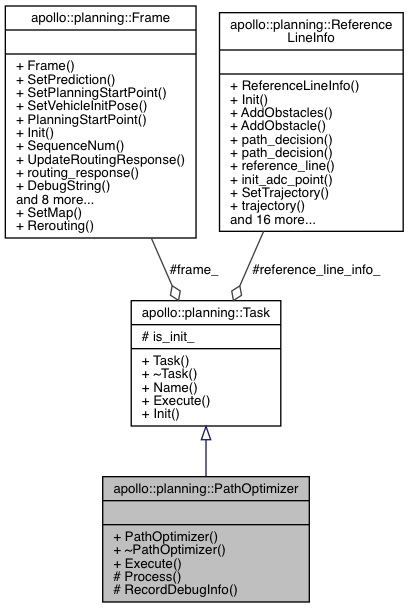 apollo::planning::Frame
+ Frame()
+ SetPrediction()
+ SetPlanningStartPoint()
+ SetVehicleInitPose()
+ PlanningStartPoint()
+ Init()
+ SequenceNum()
+ UpdateRoutingResponse()
+ routing_response()
+ DebugString()
and 8 more...
+ SetMap()
+ Rerouting()
apollo::planning::Reference
LineInfo
+ ReferenceLineInfo()
+ Init()
+ AddObstacles()
+ AddObstacle()
+ path_decision()
+ path_decision()
+ reference_line()
+ init_adc_point()
+ SetTrajectory()
+ trajectory()
and 16 more...
#frame_
#reference_line_info_
apollo::planning::Task
# is_init_
+ Task()
+ ~Task()
+ Name()
+ Execute()
+ Init()
apollo::planning::PathOptimizer
+ PathOptimizer()
+ ~PathOptimizer()
+ Execute()
# Process()
# RecordDebugInfo()